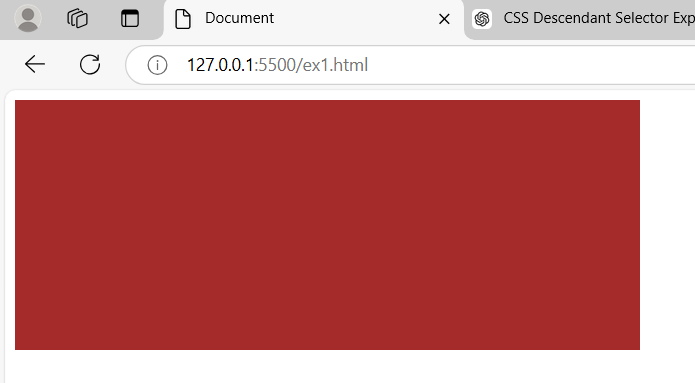 Document
CSS Descendant Selector Exp
127.0.0.1:5500/ex1.html